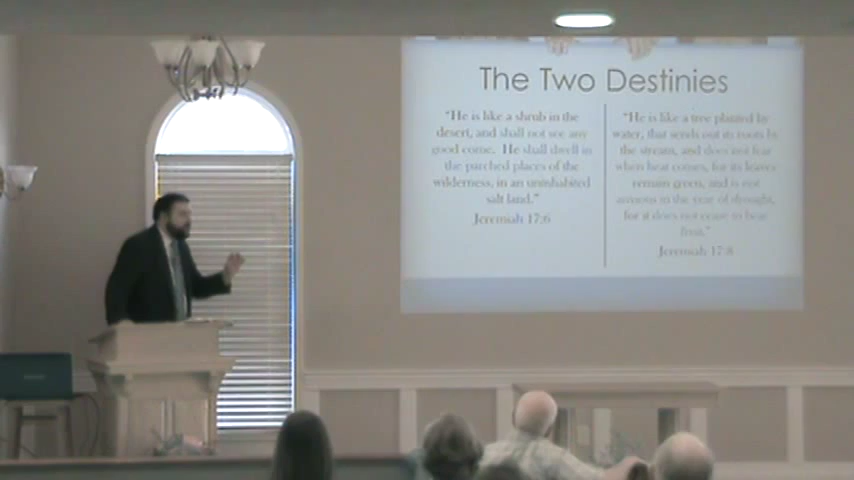 The Two Destinies
"He is like a shrub in the
desert, and shall not see any
good come. He shall dwell in
the parched places of the
wilderness, in an uninhabited
salt land."
Jeremiah 17:6
"He is like a tree planted by
water, that sends out its roots by
the stream, and does not fear
when heat comes, for its leaves
remain green, and is not
anxious in the year of drought,
for it does not cease to bear
fruit."
Jeremiah 17:8